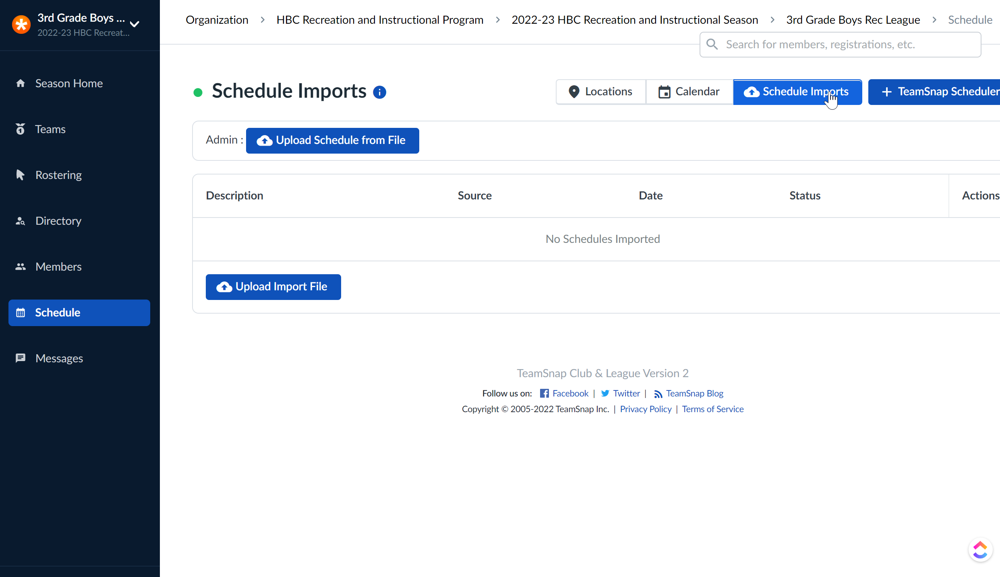 3rd Grade Boys ...
2022-23 HBC Recreat...
Season Home
Teams
Rostering
Directory
Members
Schedule
Messages
Organization > HBC Recreation and Instructional Program > 2022-23 HBC Recreation and Instructional Season > 3rd Grade Boys Rec League > Schedule
Search for members, registrations, etc.
Schedule Imports
Locations
Calendar
Schedule Imports
+ TeamSnap Scheduler
Admin : Upload Schedule from File
Description Source Date Status Actions
No Schedules Imported
Upload Import File
TeamSnap Club & League Version 2
Follow us on: Facebook | Twitter | TeamSnap Blog
Copyright © 2005-2022 TeamSnap Inc. | Privacy Policy | Terms of Service